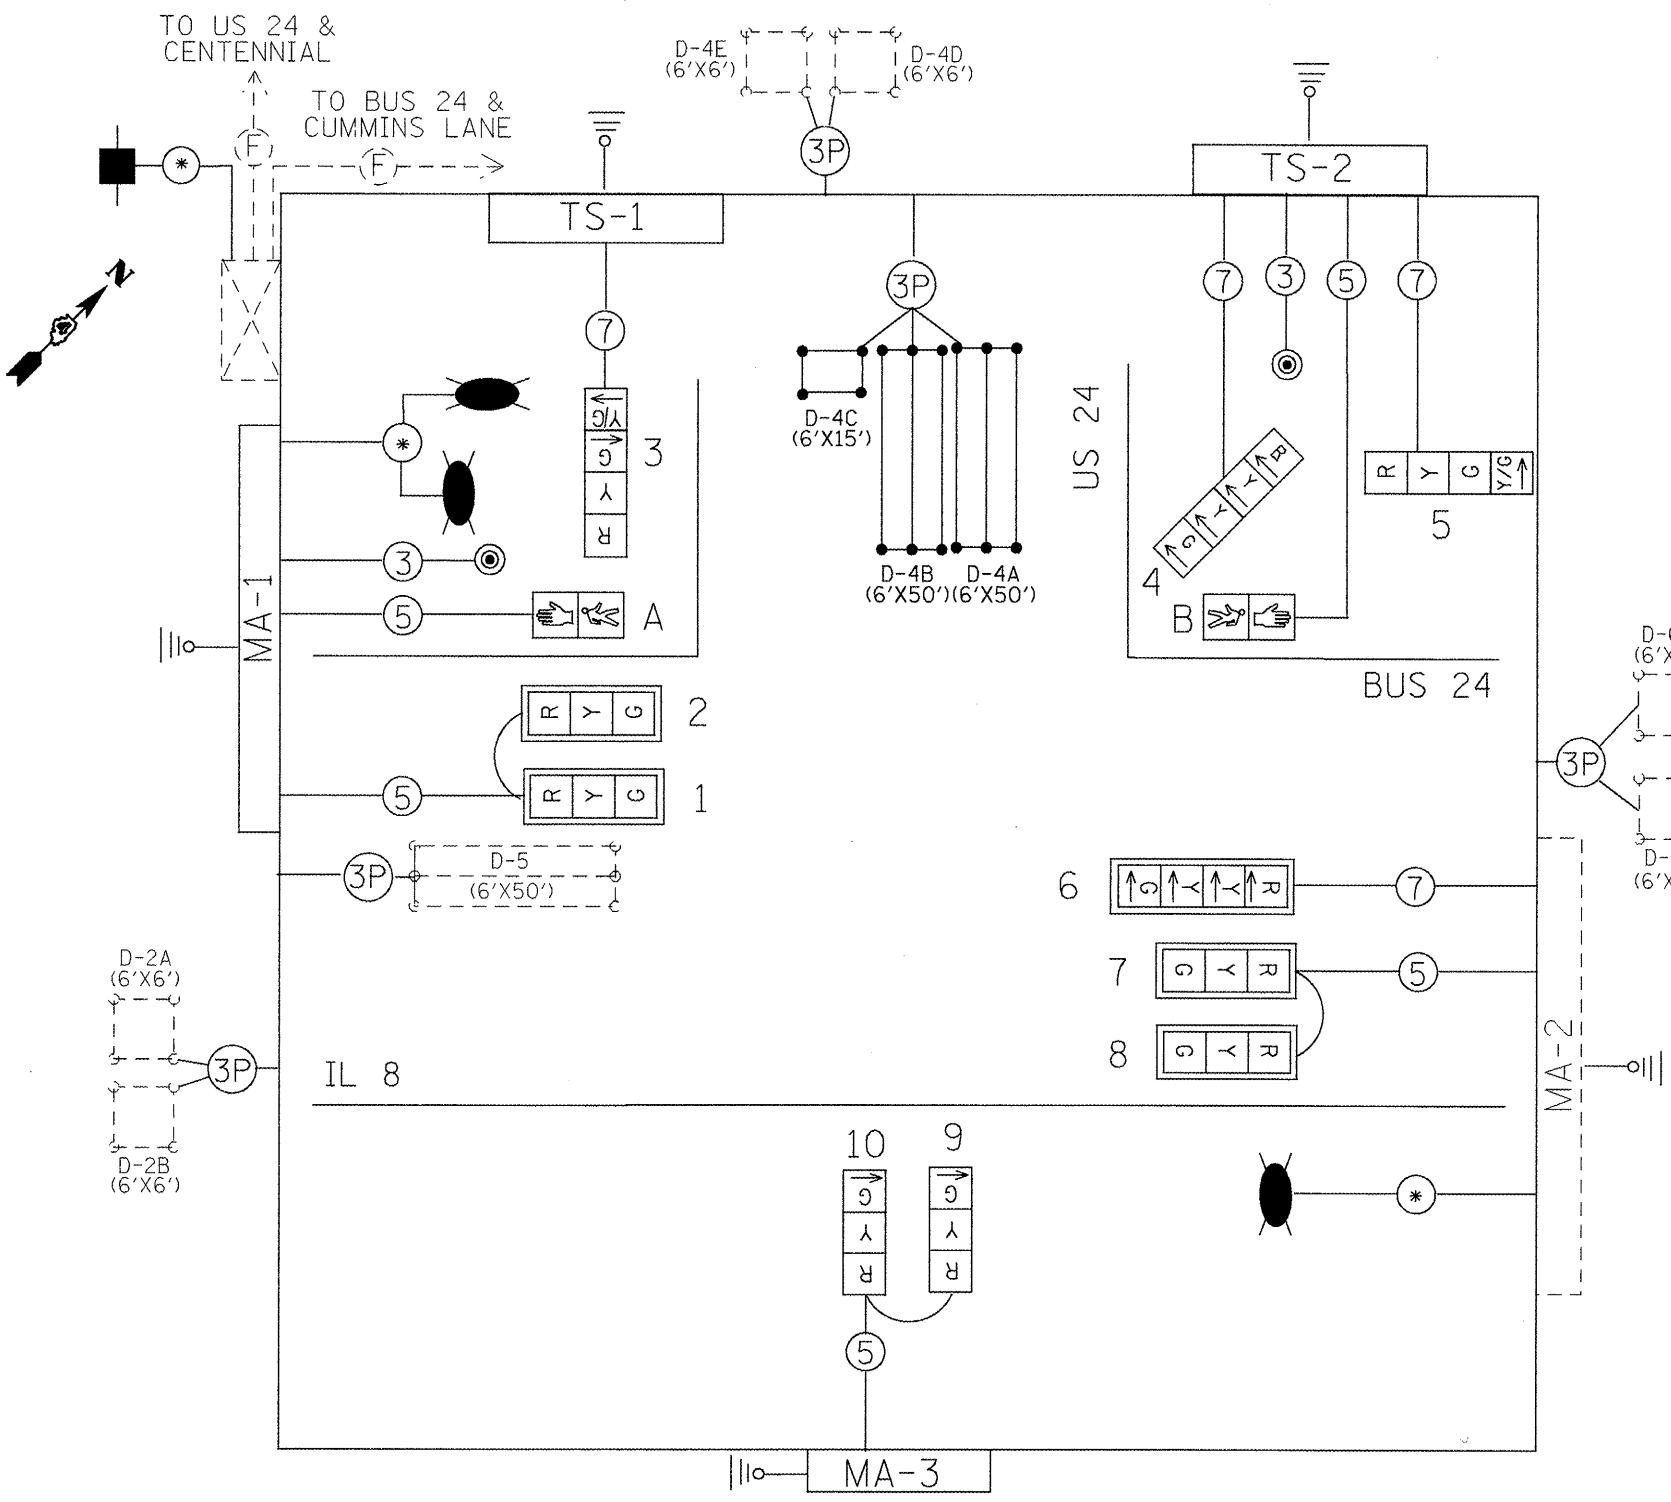 TO US 24 &
CENTENNIAL
TO BUS 24 &
CUMMINS LANE
F
F
*
N
D-4E
(6'X6')
D-4D
(6'X6')
3P
TS-1
TS-2
7
3P
7
3
5
7
Y/G
G
Y
R
3
*
3
5
A
MA-1
D-4C
(6'X15')
D-4B
(6'X50')
D-4A
(6'X50')
US 24
R
Y
Y
G
4
R
Y
G
Y/G
5
B
BUS 24
R Y G
2
5
R Y G
1
3P
D-5
(6'X50')
3P
6
G Y Y R
7
7
G Y R
5
8
G Y R
MA-2
D-2A
(6'X6')
3P
D-2B
(6'X6')
IL 8
10
9
G
Y
R
G
Y
R
*
5
MA-3